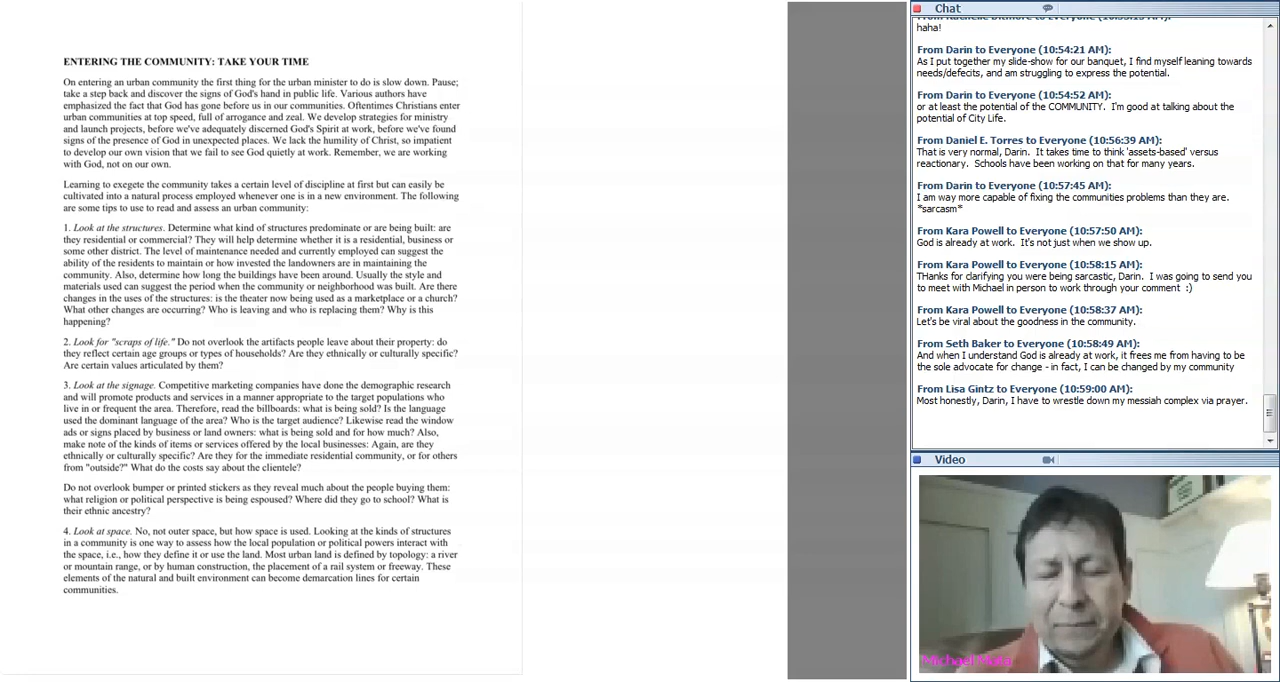 ENTERING THE COMMUNITY: TAKE YOUR TIME
On entering an urban community the first thing for the urban minister to do is slow down. Pause;
take a step back and discover the signs of God's hand in public life. Various authors have
emphasized the fact that God has gone before us in our communities. Oftentimes Christians enter
urban communities at top speed, full of arrogance and zeal. We develop strategies for ministry
and launch projects, before we've adequately discerned God's Spirit at work, before we've found
signs of the presence of God in unexpected places. We lack the humility of Christ, so impatient
to develop our own vision that we fail to see God quietly at work. Remember, we are working
with God, not on our own.
Learning to exegete the community takes a certain level of discipline at first but can easily be
cultivated into a natural process employed whenever one is in a new environment. The following
are some tips to use to read and assess an urban community:
1. Look at the structures. Determine what kind of structures predominate or are being built: are
they residential or commercial? They will help determine whether it is a residential, business or
some other district. The level of maintenance needed and currently employed can suggest the
ability of the residents to maintain or how invested the landowners are in maintaining the
community. Also, determine how long the buildings have been around. Usually the style and
materials used can suggest the period when the community or neighborhood was built. Are there
changes in the uses of the structures: is the theater now being used as a marketplace or a church?
What other changes are occurring? Who is leaving and who is replacing them? Why is this
happening?
2. Look for "scraps of life." Do not overlook the artifacts people leave about their property: do
they reflect certain age groups or types of households? Are they ethnically or culturally specific?
Are certain values articulated by them?
3. Look at the signage. Competitive marketing companies have done the demographic research
and will promote products and services in a manner appropriate to the target populations who
live in or frequent the area. Therefore, read the billboards: what is being sold? Is the language
used the dominant language of the area? Who is the target audience? Likewise read the window
ads or signs placed by business or land owners: what is being sold and for how much? Also,
make note of the kinds of items or services offered by the local businesses: Again, are they
ethnically or culturally specific? Are they for the immediate residential community, or for others
from "outside?" What do the costs say about the clientele?
Do not overlook bumper or printed stickers as they reveal much about the people buying them:
what religion or political perspective is being espoused? Where did they go to school? What is
their ethnic ancestry?
4. Look at space. No, not outer space, but how space is used. Looking at the kinds of structures
in a community is one way to assess how the local population or political powers interact with
the space, i.e., how they define it or use the land. Most urban land is defined by topology: a river
or mountain range, or by human construction, the placement of a rail system or freeway. These
elements of the natural and built environment can become demarcation lines for certain
communities.
Chat
haha!
From Darin to Everyone (10:54:21 AM):
As I put together my slide-show for our banquet, I find myself leaning towards
needs/defects, and am struggling to express the potential.
From Darin to Everyone (10:54:52 AM):
or at least the potential of the COMMUNITY. I'm good at talking about the
potential of City Life.
From Daniel E. Torres to Everyone (10:56:39 AM):
That is very normal, Darin. It takes time to think 'assets-based' versus
reactionary. Schools have been working on that for many years.
From Darin to Everyone (10:57:45 AM):
I am way more capable of fixing the communities problems than they are.
*sarcasm*
From Kara Powell to Everyone (10:57:50 AM):
God is already at work. It's not just when we show up.
From Kara Powell to Everyone (10:58:15 AM):
THanks for clarifying you were being sarcastic, Darin. I was going to send you
to meet with Michael in person to work through your comment :)
From Kara Powell to Everyone (10:58:37 AM):
Let's be viral about the goodness in the community.
From Seth Baker to Everyone (10:58:49 AM):
And when I understand God is already at work, it frees me from having to be
the sole advocate for change - in fact, I can be changed by my community
From Lisa Gintz to Everyone (10:59:00 AM):
Most honestly, Darin, I have to wrestle down my messiah complex via prayer.
Video